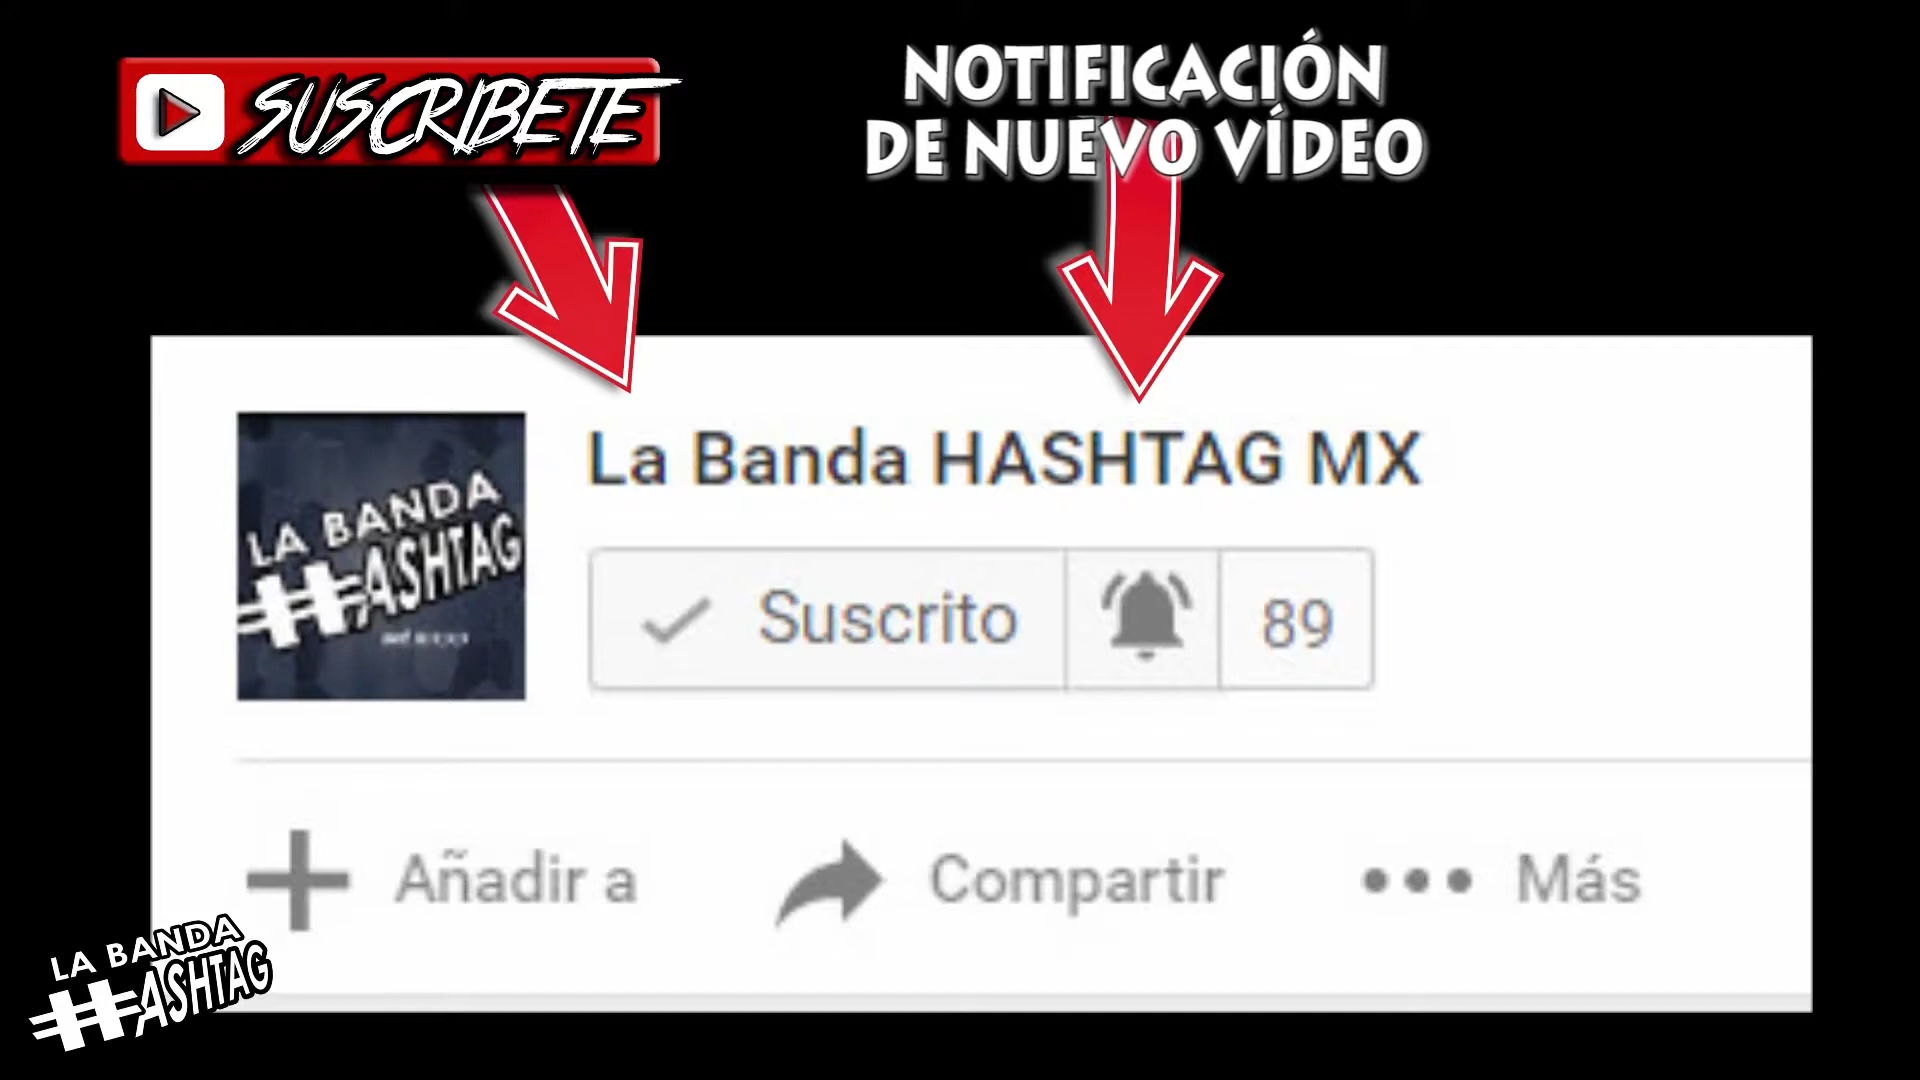 SUSCRIBETE
NOTIFICACIÓN
DE NUEVO VÍDEO
La Banda HASHTAG MX
LA BANDA
#ASHTAG
Suscrito
89
Añadir a
Compartir
Más
LA BANDA
#ASHTAG